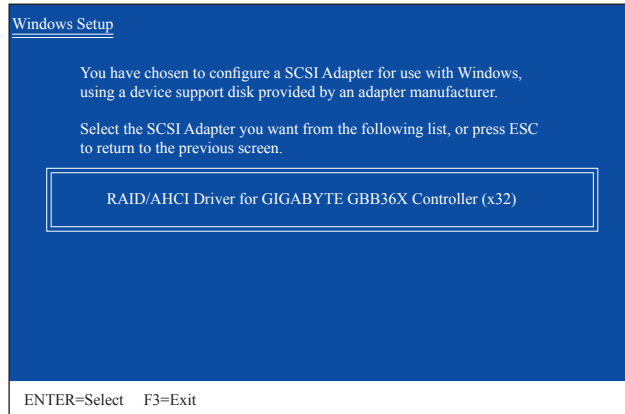 Windows Setup
You have chosen to configure a SCSI Adapter for use with Windows,
using a device support disk provided by an adapter manufacturer.
Select the SCSI Adapter you want from the following list, or press ESC
to return to the previous screen.
RAID/AHCI Driver for GIGABYTE GBB36X Controller (x32)
ENTER=Select F3=Exit